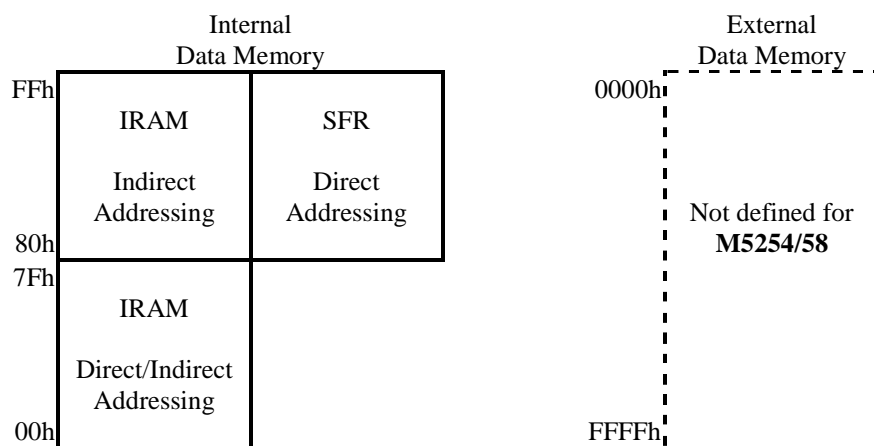 Internal
Data Memory
FFh
IRAM
Indirect
Addressing
80h
SFR
Direct
Addressing
7Fh
IRAM
Direct/Indirect
Addressing
00h
External
Data Memory
0000h
Not defined for
M5254/58
FFFFh